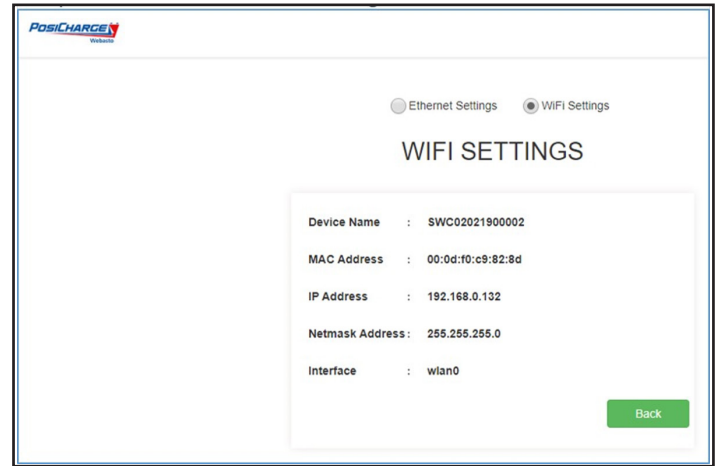 POSICHARGE
Webasto
Ethernet Settings WiFi Settings
WIFI SETTINGS
Device Name : SWC02021900002
MAC Address : 00:0d:f0:c9:82:8d
IP Address : 192.168.0.132
Netmask Address : 255.255.255.0
Interface : wlan0
Back